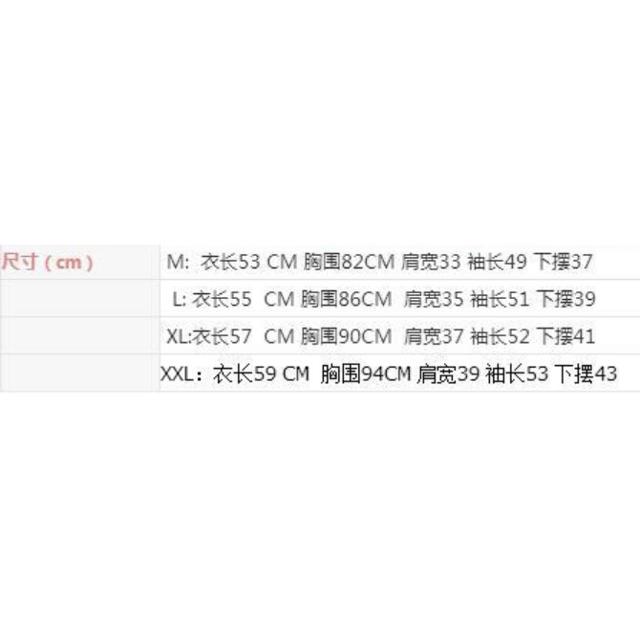 尺寸（cm） M: 衣长53 CM 胸围82CM 肩宽33 袖长49 下摆37
L: 衣长55 CM 胸围86CM 肩宽35 袖长51 下摆39
XL:衣长57 CM 胸围90CM 肩宽37 袖长52 下摆41
XXL：衣长59 CM 胸围94CM 肩宽39 袖长53 下摆43